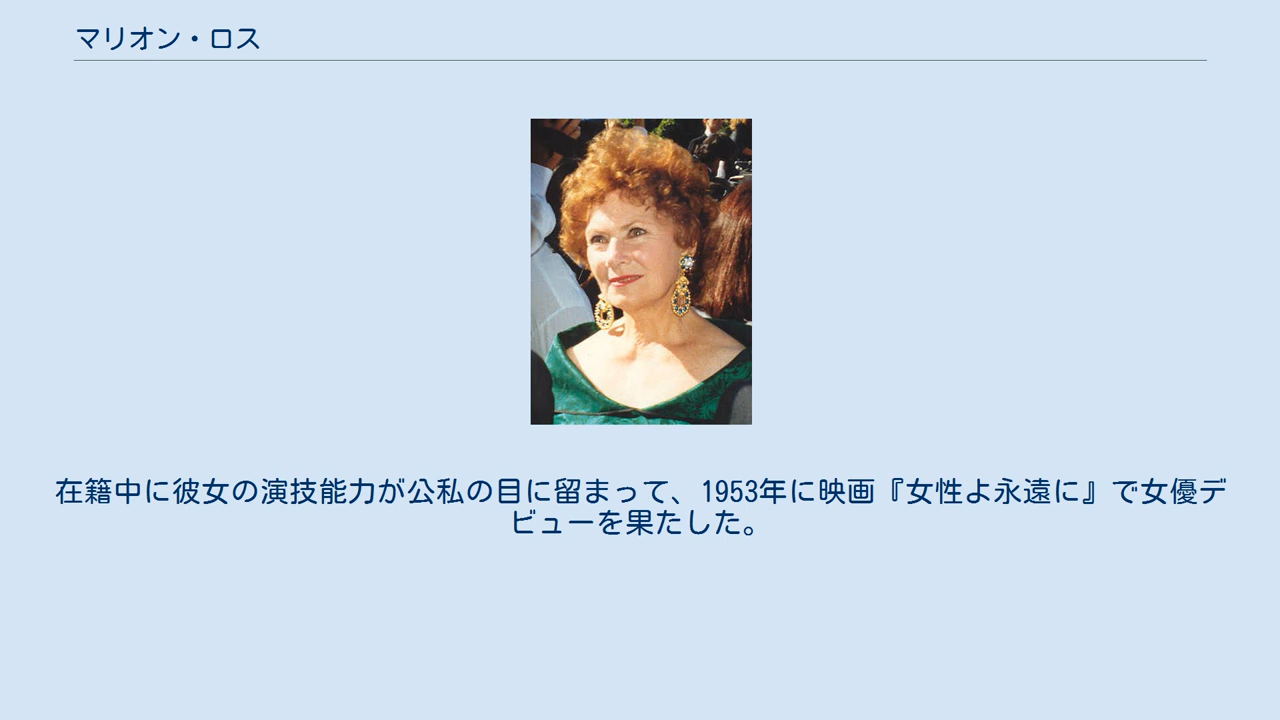 マリオン・ロス
在籍中に彼女の演技能力が公私の目に留まって、1953年に映画『女性よ永遠に』で女優デ
ビューを果たした。